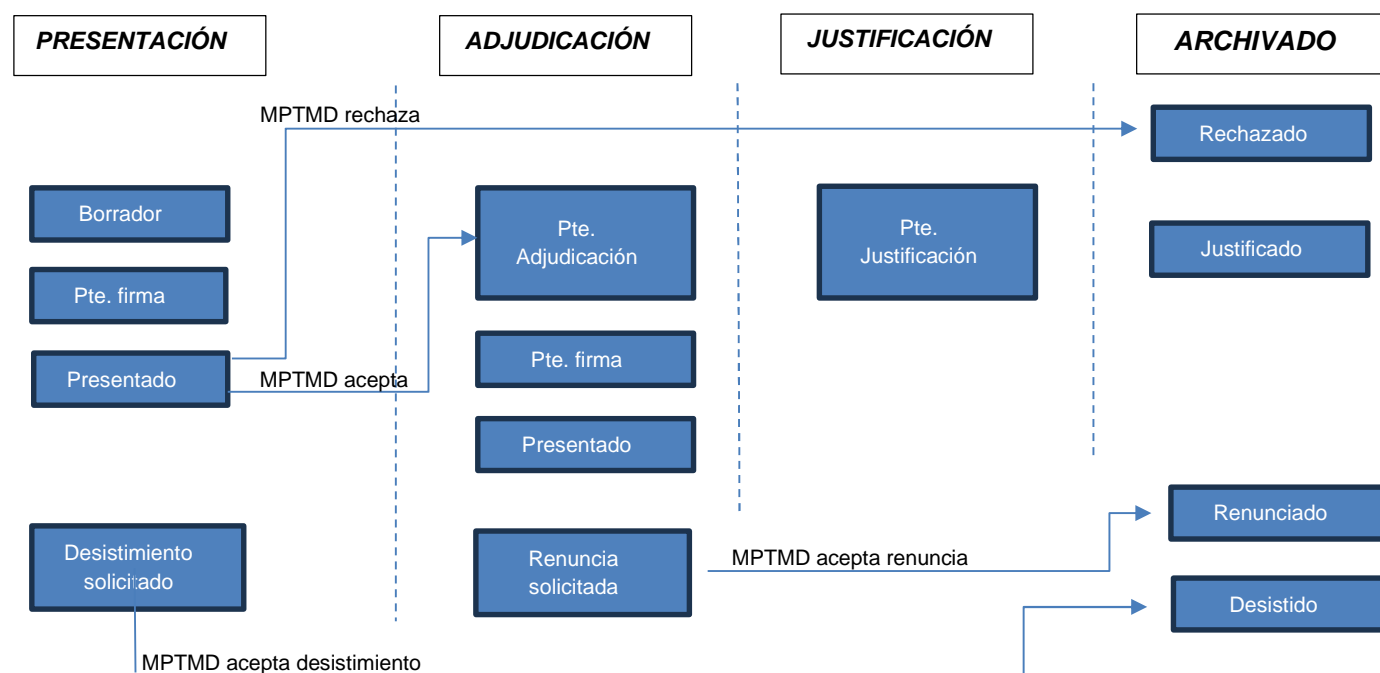 PRESENTACIÓN
ADJUDICACIÓN
JUSTIFICACIÓN
ARCHIVADO
MPTMD rechaza
Rechazado
Borrador
Pte.
Adjudicación
Pte.
Justificación
Justificado
Pte. firma
Pte. firma
Presentado
MPTMD acepta
Presentado
Renunciado
Desistimiento
solicitado
Renuncia
solicitada
MPTMD acepta renuncia
Desistido
MPTMD acepta desistimiento